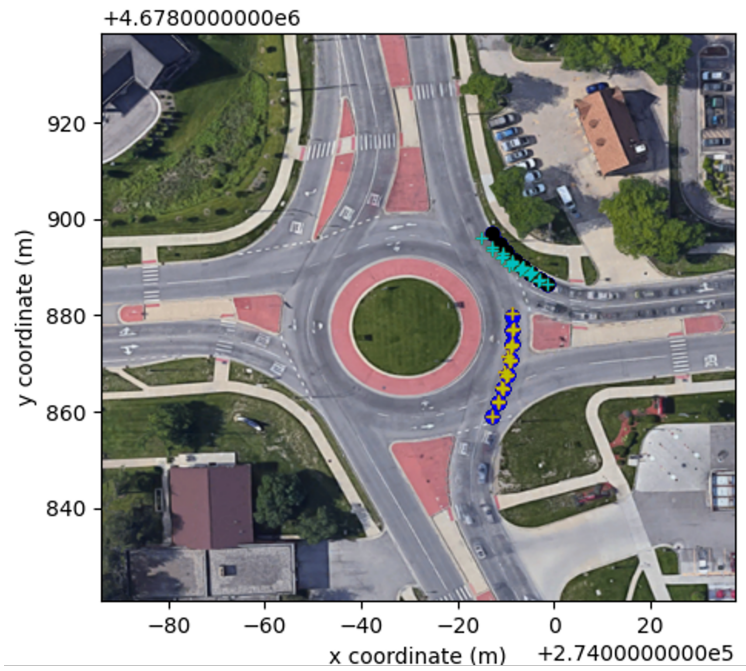 +4.6780000000e6
920
900
880
860
840
y coordinate (m)
−80 −60 −40 −20 0 20
x coordinate (m) +2.7400000000e5